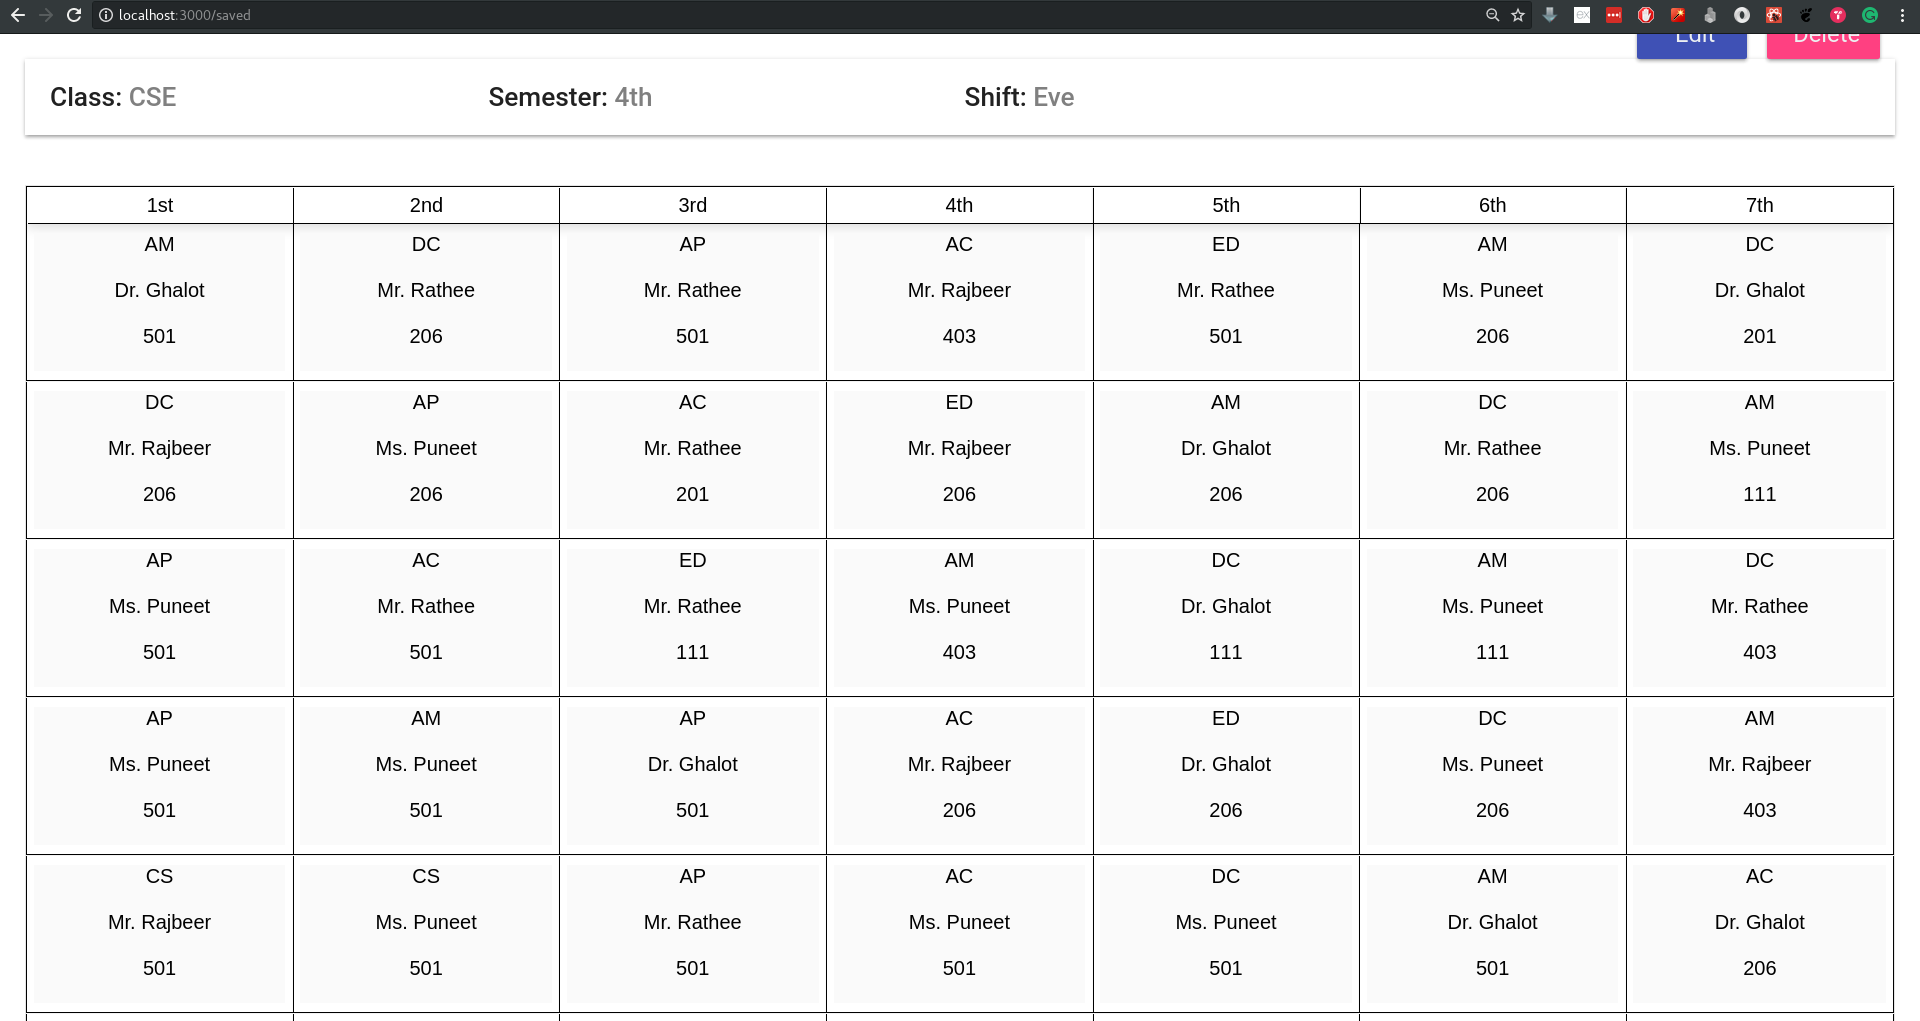 localhost:3000/saved
Edit Delete
Class: CSE Semester: 4th Shift: Eve
1st 2nd 3rd 4th 5th 6th 7th
AM DC AP AC ED AM DC
Dr. Ghalot Mr. Rathee Mr. Rathee Mr. Rajbeer Mr. Rathee Ms. Puneet Dr. Ghalot
501 206 501 403 501 206 201
DC AP AC ED AM DC AM
Mr. Rajbeer Ms. Puneet Mr. Rathee Mr. Rajbeer Dr. Ghalot Mr. Rathee Ms. Puneet
206 206 201 206 206 206 111
AP AC ED AM DC AM DC
Ms. Puneet Mr. Rathee Mr. Rathee Ms. Puneet Dr. Ghalot Ms. Puneet Mr. Rathee
501 501 111 403 111 111 403
AP AM AP AC ED DC AM
Ms. Puneet Ms. Puneet Dr. Ghalot Mr. Rajbeer Dr. Ghalot Ms. Puneet Mr. Rajbeer
501 501 501 206 206 206 403
CS CS AP AC DC AM AC
Mr. Rajbeer Ms. Puneet Mr. Rathee Ms. Puneet Ms. Puneet Dr. Ghalot Dr. Ghalot
501 501 501 501 501 501 206